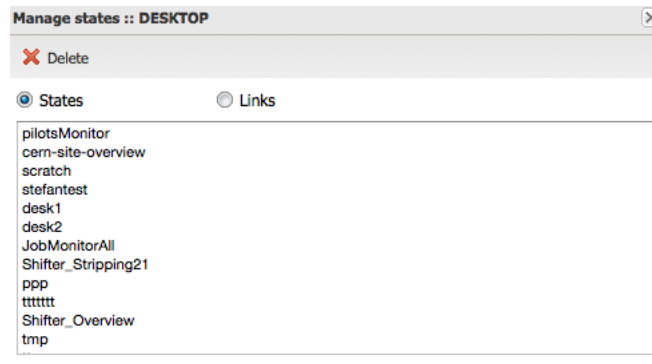 Manage states :: DESKTOP
Delete
States Links
pilotsMonitor
cern-site-overview
scratch
stefantest
desk1
desk2
JobMonitorAll
Shifter_Stripping21
ppp
ttttttt
Shifter_Overview
tmp